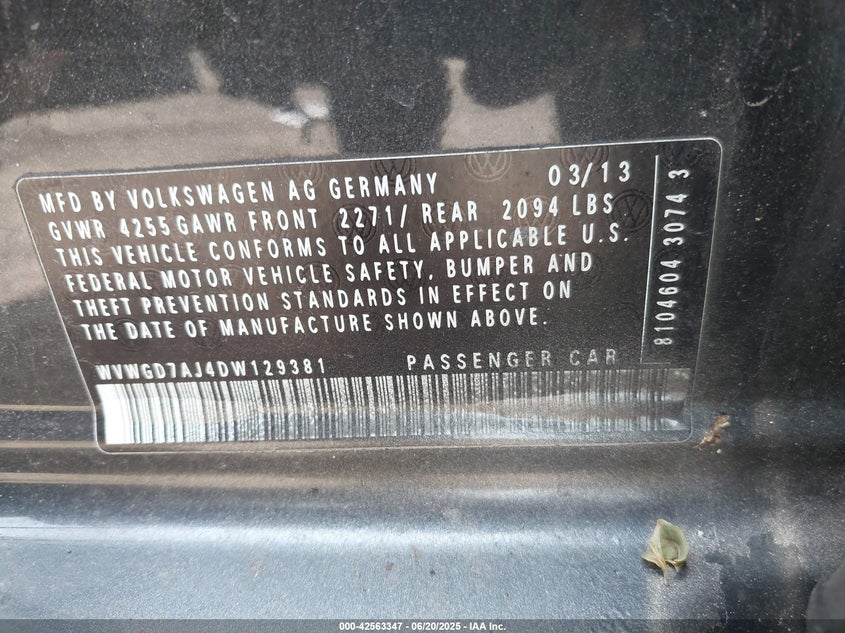 MFD BY VOLKSWAGEN AG GERMANY 03/13
GVWR 4255 GAWR FRONT 2271/ REAR 2094 LBS
THIS VEHICLE CONFORMS TO ALL APPLICABLE U.S.
FEDERAL MOTOR VEHICLE SAFETY, BUMPER AND
THEFT PREVENTION STANDARDS IN EFFECT ON
THE DATE OF MANUFACTURE SHOWN ABOVE.
WVWGD7AJ4DW129381 PASSENGER CAR
8104604 3074 3
000-42563347 - 06/20/2025 - IAA Inc.